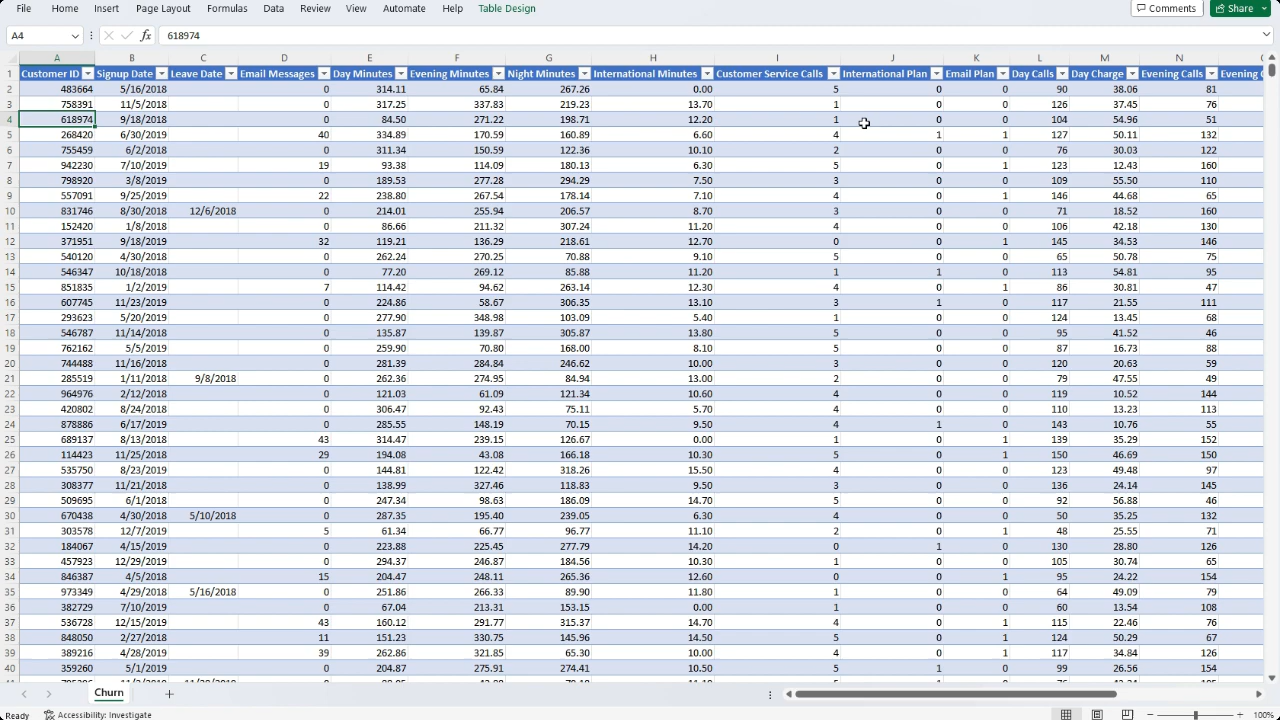 File Home Insert Page Layout Formulas Data Review View Automate Help Table Design Comments Share
A4 fx 618974
A B C D E F G H I J K L M N
1 Customer ID Signup Date Leave Date Email Messages Day Minutes Evening Minutes Night Minutes International Minutes Customer Service Calls International Plan Email Plan Day Calls Day Charge Evening Calls Evening
2 483664 5/16/2018 0 314.11 65.84 267.26 0.00 5 0 0 90 38.06 81
3 758391 11/5/2018 0 317.25 337.83 219.23 13.70 1 0 0 126 37.45 76
4 618974 9/18/2018 0 84.50 271.22 198.71 12.20 1 0 0 104 54.96 51
5 268420 6/30/2019 40 334.89 170.59 160.89 6.60 4 1 1 127 50.11 132
6 755459 6/2/2018 0 311.34 150.59 122.36 10.10 2 0 0 76 30.03 122
7 942230 7/10/2019 19 93.38 114.09 180.13 6.30 5 0 1 123 12.43 160
8 798920 3/8/2019 0 189.53 277.28 294.29 7.50 3 0 0 109 55.50 110
9 557091 9/25/2019 22 238.80 267.54 178.14 7.10 4 0 1 146 44.68 65
10 831746 8/30/2018 12/6/2018 0 214.01 255.94 206.57 8.70 3 0 0 71 18.52 160
11 152420 1/8/2018 0 86.66 211.32 307.24 11.20 4 0 0 106 42.18 130
12 371951 9/18/2019 32 119.21 136.29 218.61 12.70 0 0 1 145 34.53 146
13 540120 4/30/2018 0 262.24 270.25 70.88 9.10 5 0 0 65 50.78 75
14 546347 10/18/2018 0 77.20 269.12 85.88 11.20 1 1 0 113 54.81 95
15 851835 1/2/2019 7 114.42 94.62 263.14 12.30 4 0 1 86 30.81 47
16 607745 11/23/2019 0 224.86 58.67 306.35 13.10 3 1 0 117 21.55 111
17 293623 5/20/2019 0 277.90 348.98 103.09 5.40 1 0 0 124 13.45 68
18 546787 11/14/2018 0 135.87 139.87 305.87 13.80 5 0 0 95 41.52 46
19 762162 5/5/2019 0 259.90 70.80 168.00 8.10 5 0 0 87 16.73 88
20 744488 11/16/2018 0 281.39 284.84 246.62 10.00 3 0 0 120 20.63 59
21 285519 1/11/2018 9/8/2018 0 262.36 274.95 84.94 13.00 2 0 0 79 47.55 49
22 964976 2/12/2018 0 121.03 61.09 121.34 10.60 4 0 0 119 10.52 144
23 420802 8/24/2018 0 306.47 92.43 75.11 5.70 4 0 0 110 13.23 113
24 878886 6/17/2019 0 285.55 148.19 70.15 9.50 4 1 0 143 10.76 55
25 689137 8/13/2018 43 314.47 239.15 126.67 0.00 1 0 1 139 35.29 152
26 114423 11/25/2018 29 194.08 43.08 166.18 10.30 5 0 1 150 46.69 150
27 535750 8/23/2019 0 144.81 122.42 318.26 15.50 4 0 0 123 49.48 97
28 308377 11/21/2018 0 138.99 327.46 118.83 9.50 3 0 0 136 24.14 145
29 509695 6/1/2018 0 247.34 98.63 186.09 14.70 5 0 0 92 56.88 46
30 670438 4/30/2018 5/10/2018 0 287.35 195.40 239.05 6.30 4 0 0 50 35.25 132
31 303578 12/7/2019 5 61.34 66.77 96.77 11.10 2 0 1 48 25.55 71
32 184067 4/15/2019 0 223.88 225.45 277.79 14.20 0 1 0 130 28.80 126
33 457923 12/29/2019 0 294.37 246.87 184.56 10.30 1 0 0 105 30.74 65
34 846387 4/5/2018 15 204.47 248.11 265.36 12.60 0 0 1 95 24.22 154
35 973349 4/29/2018 5/16/2018 0 251.86 266.33 89.90 11.80 1 0 0 64 49.09 79
36 382729 7/10/2019 0 67.04 213.31 153.15 0.00 1 0 0 60 13.54 108
37 536728 12/15/2019 43 160.12 291.77 315.37 14.70 4 0 1 115 22.46 76
38 848050 2/27/2018 11 151.23 330.75 145.96 14.50 5 0 1 124 50.29 67
39 389216 4/28/2019 39 262.86 321.85 65.30 10.00 4 0 1 117 34.84 126
40 359260 5/1/2019 0 204.87 275.91 274.41 10.50 5 1 0 99 26.56 154
Churn
Ready Accessibility: Investigate 100%